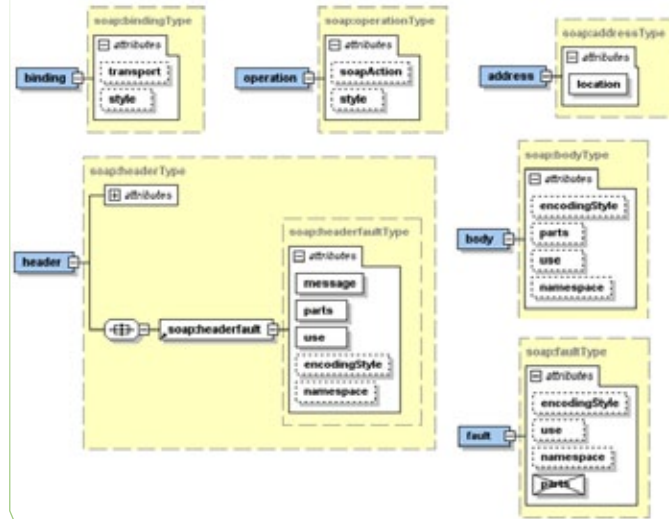 soap:bindingType
attributes
binding
transport
style
soap:operationType
attributes
operation
soapAction
style
soap:addressType
attributes
address
location
soap:headerType
attributes
header
soap:headerfault
soap:headerfaultType
attributes
message
parts
use
encodingStyle
namespace
soap:bodyType
attributes
body
encodingStyle
parts
use
namespace
soap:faultType
attributes
fault
encodingStyle
use
namespace
parts